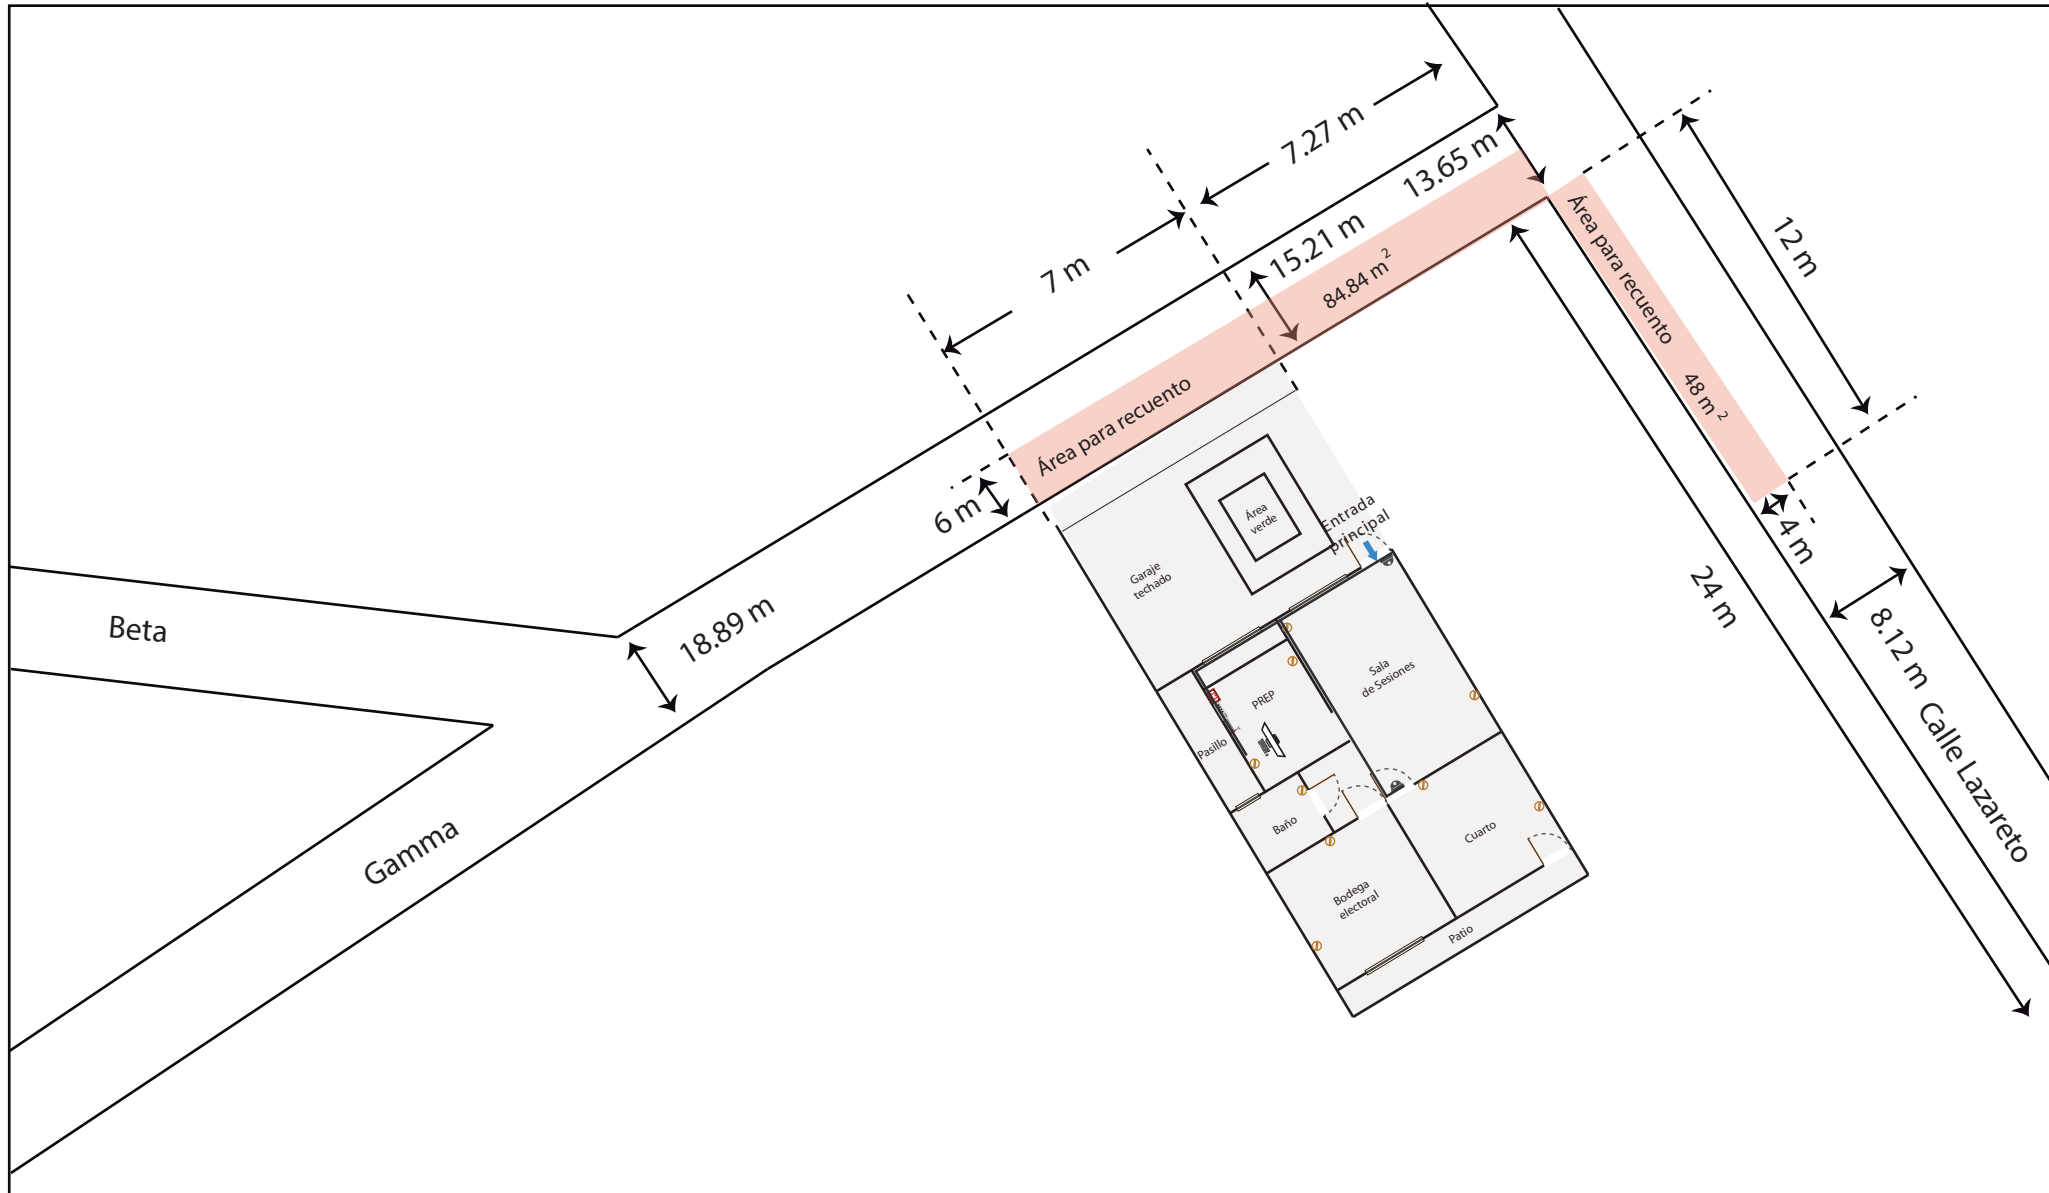 7.27 m
13.65 m
7 m
15.21 m
84.84 m 2
Área para recuento
12 m
Área para recuento
48 m 2
6 m
4 m
24 m
8.12 m
Calle Lazareto
Entrada
principal
Área
verde
Garaje
techado
18.89 m
Beta
Gamma
Sala
de Sesiones
PREP
Pasillo
Baño
Cuarto
Bodega
electoral
Patio